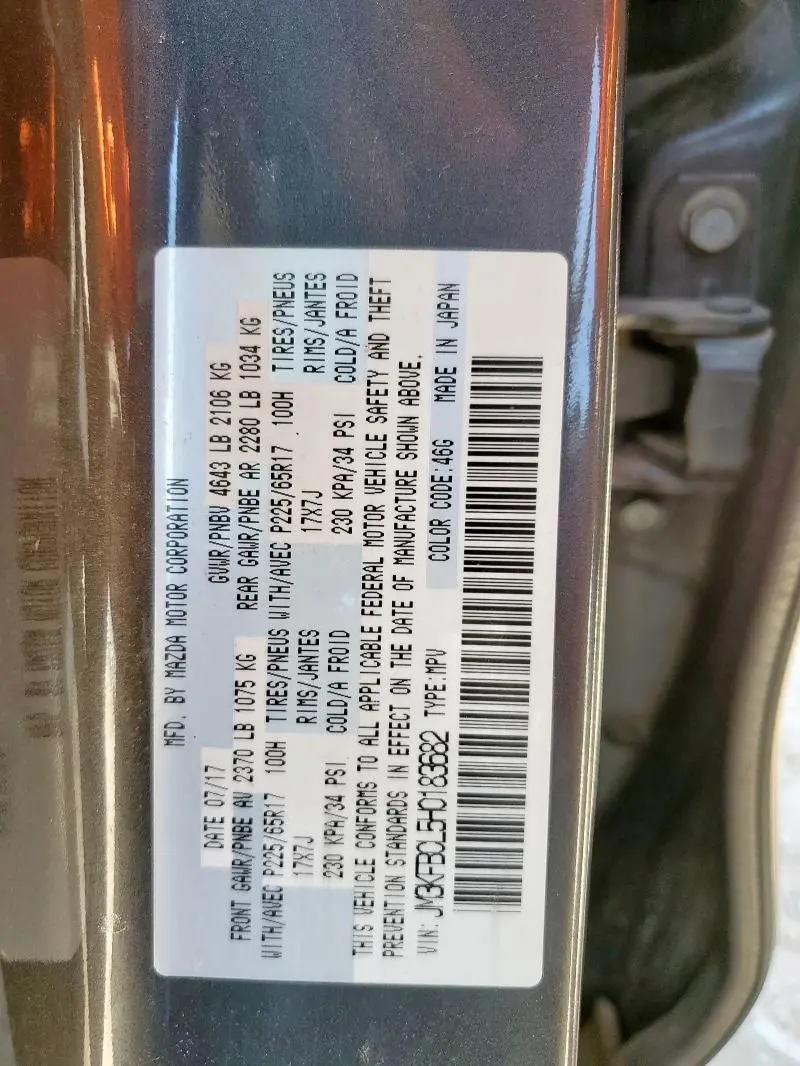 MFD. BY MAZDA MOTOR CORPORATION
DATE 07/17 GVWR/PNBV 4643 LB 2106 KG
FRONT GAWR/PNBE AV 2370 LB 1075 KG REAR GAWR/PNBE AR 2280 LB 1034 KG
WITH/AVEC P225/65R17 100H TIRES/PNEUS WITH/AVEC P225/65R17 100H TIRES/PNEUS
17X7J RIMS/JANTES 17X7J RIMS/JANTES
230 KPA/34 PSI COLD/A FROID 230 KPA/34 PSI COLD/A FROID
THIS VEHICLE CONFORMS TO ALL APPLICABLE FEDERAL MOTOR VEHICLE SAFETY AND THEFT
PREVENTION STANDARDS IN EFFECT ON THE DATE OF MANUFACTURE SHOWN ABOVE.
VIN: JM3KFBCL5H0183682 TYPE:MPV COLOR CODE:46G MADE IN JAPAN